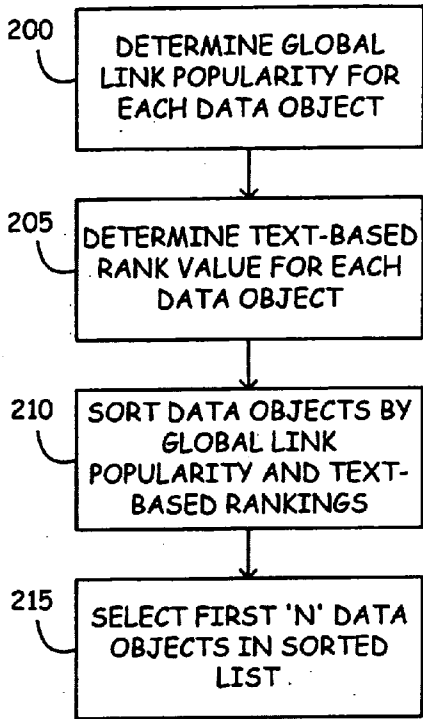 200
DETERMINE GLOBAL
LINK POPULARITY FOR
EACH DATA OBJECT
205
DETERMINE TEXT-BASED
RANK VALUE FOR EACH
DATA OBJECT
210
SORT DATA OBJECTS BY
GLOBAL LINK
POPULARITY AND TEXT-
BASED RANKINGS
215
SELECT FIRST 'N' DATA
OBJECTS IN SORTED
LIST